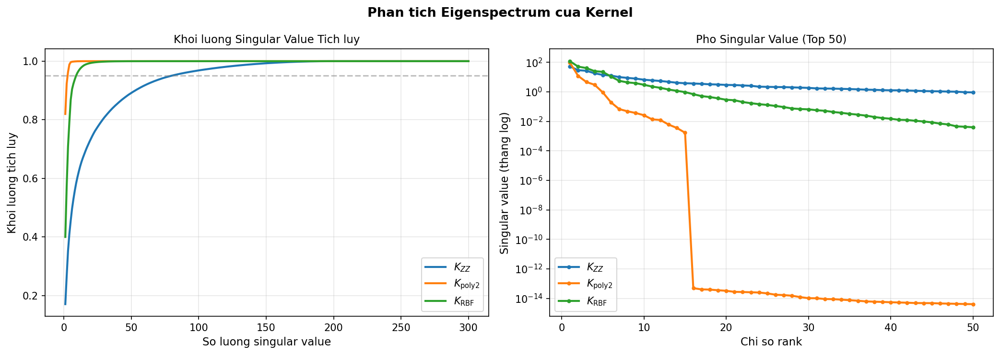 Phan tich Eigenspectrum cua Kernel
Khoi luong Singular Value Tich luy
Khoi luong tich luy
1.0
0.8
0.6
0.4
0.2
0 50 100 150 200 250 300
So luong singular value
K_ZZ
K_poly2
K_RBF
Pho Singular Value (Top 50)
Singular value (thang log)
10^2
10^0
10^-2
10^-4
10^-6
10^-8
10^-10
10^-12
10^-14
0 10 20 30 40 50
Chi so rank
K_ZZ
K_poly2
K_RBF